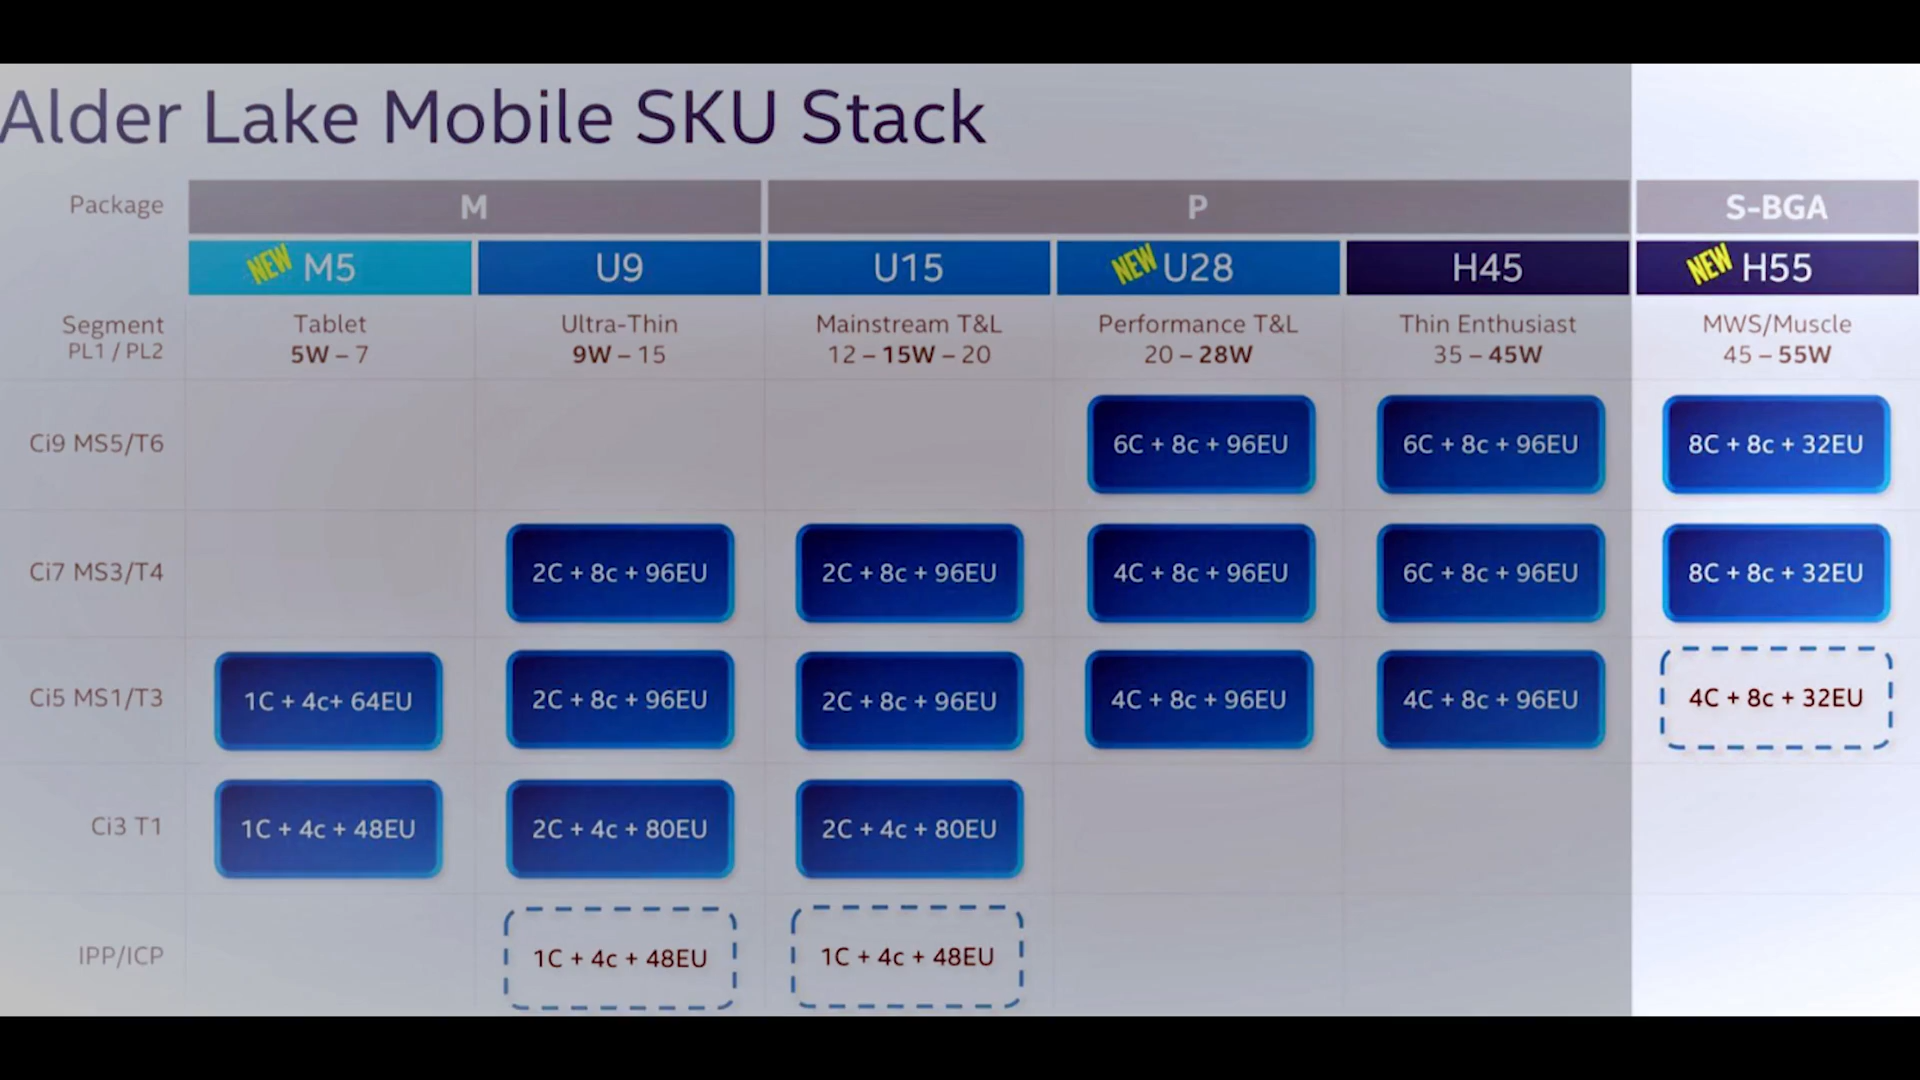 Alder Lake Mobile SKU Stack
Package M P S-BGA
NEW M5 U9 U15 NEW U28 H45 NEW H55
Segment Tablet Ultra-Thin Mainstream T&L Performance T&L Thin Enthusiast MWS/Muscle
PL1 / PL2 5W – 7 9W – 15 12 – 15W – 20 20 – 28W 35 – 45W 45 – 55W
Ci9 MS5/T6 6C + 8c + 96EU 6C + 8c + 96EU 8C + 8c + 32EU
Ci7 MS3/T4 2C + 8c + 96EU 2C + 8c + 96EU 4C + 8c + 96EU 6C + 8c + 96EU 8C + 8c + 32EU
Ci5 MS1/T3 1C + 4c+ 64EU 2C + 8c + 96EU 2C + 8c + 96EU 4C + 8c + 96EU 4C + 8c + 96EU 4C + 8c + 32EU
Ci3 T1 1C + 4c + 48EU 2C + 4c + 80EU 2C + 4c + 80EU
IPP/ICP 1C + 4c + 48EU 1C + 4c + 48EU